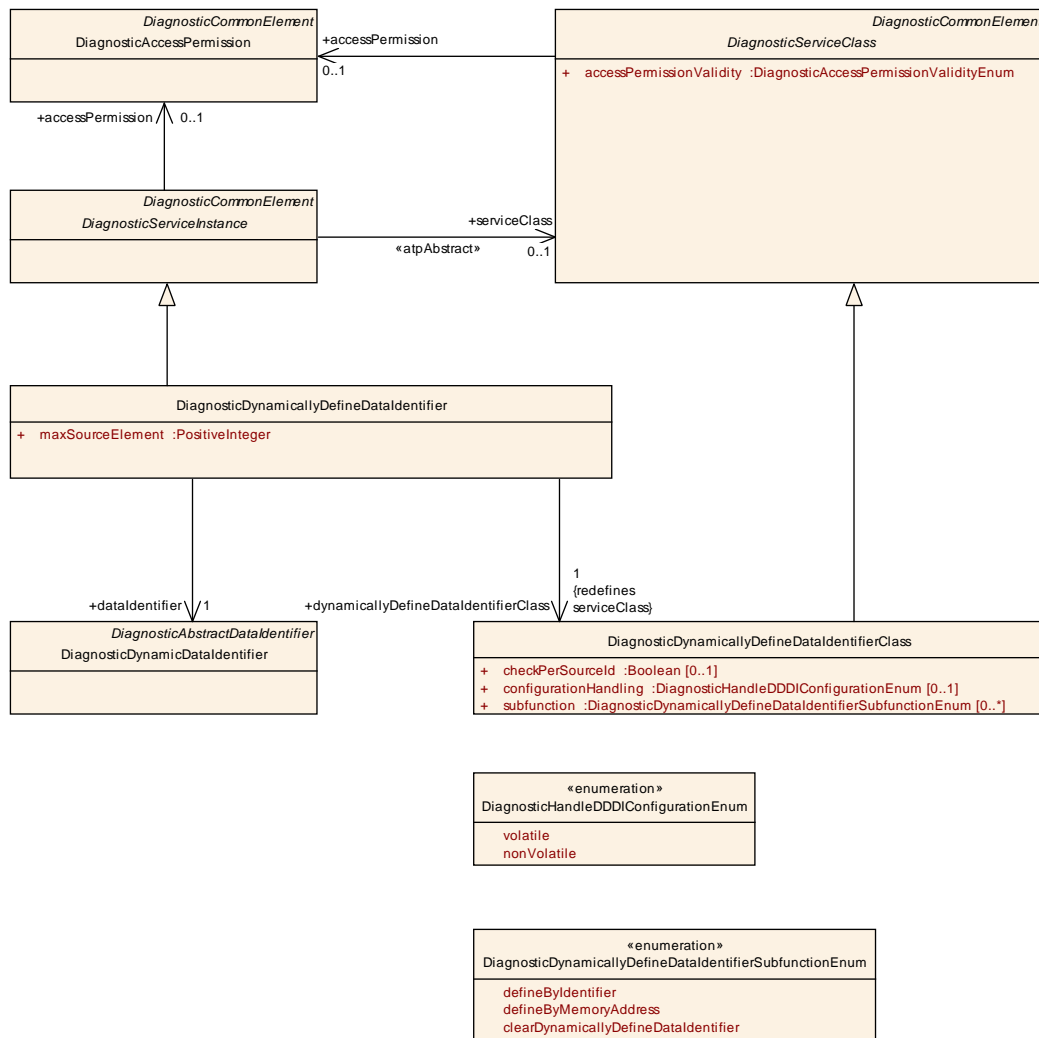 DiagnosticCommonElement
DiagnosticAccessPermission
+accessPermission
0..1
DiagnosticCommonElement
DiagnosticServiceClass
+ accessPermissionValidity :DiagnosticAccessPermissionValidityEnum
+accessPermission
0..1
DiagnosticCommonElement
DiagnosticServiceInstance
+serviceClass
«atpAbstract»
0..1
DiagnosticDynamicallyDefineDataIdentifier
+ maxSourceElement :PositiveInteger
+dataIdentifier
1
+dynamicallyDefineDataIdentifierClass
1
{redefines
serviceClass}
DiagnosticAbstractDataIdentifier
DiagnosticDynamicDataIdentifier
DiagnosticDynamicallyDefineDataIdentifierClass
+ checkPerSourceId :Boolean [0..1]
+ configurationHandling :DiagnosticHandleDDDIConfigurationEnum [0..1]
+ subfunction :DiagnosticDynamicallyDefineDataIdentifierSubfunctionEnum [0..*]
«enumeration»
DiagnosticHandleDDDIConfigurationEnum
volatile
nonVolatile
«enumeration»
DiagnosticDynamicallyDefineDataIdentifierSubfunctionEnum
defineByIdentifier
defineByMemoryAddress
clearDynamicallyDefineDataIdentifier